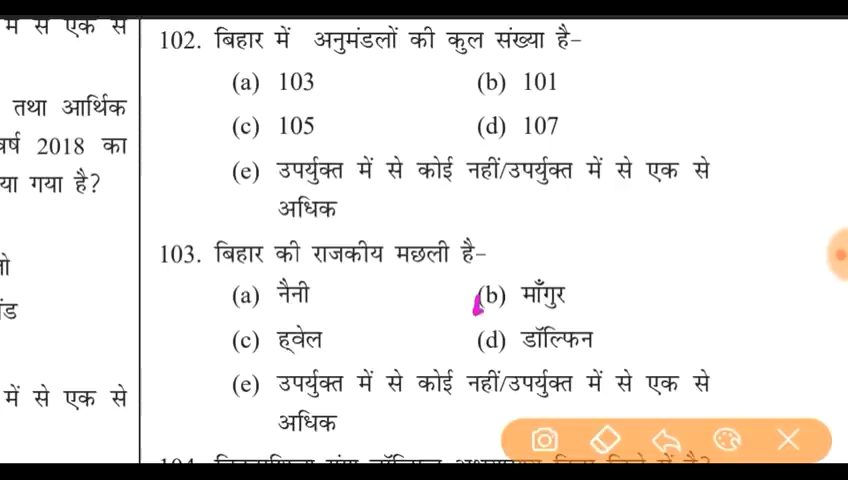 में से एक से
तथा आर्थिक
वर्ष 2018 का
या गया है?
में से एक से
102. बिहार में अनुमंडलों की कुल संख्या है-
(a) 103 (b) 101
(c) 105 (d) 107
(e) उपर्युक्त में से कोई नहीं/उपर्युक्त में से एक से
अधिक
103. बिहार की राजकीय मछली है-
(a) नैनी (b) माँगुर
(c) ह्वेल (d) डॉल्फिन
(e) उपर्युक्त में से कोई नहीं/उपर्युक्त में से एक से
अधिक